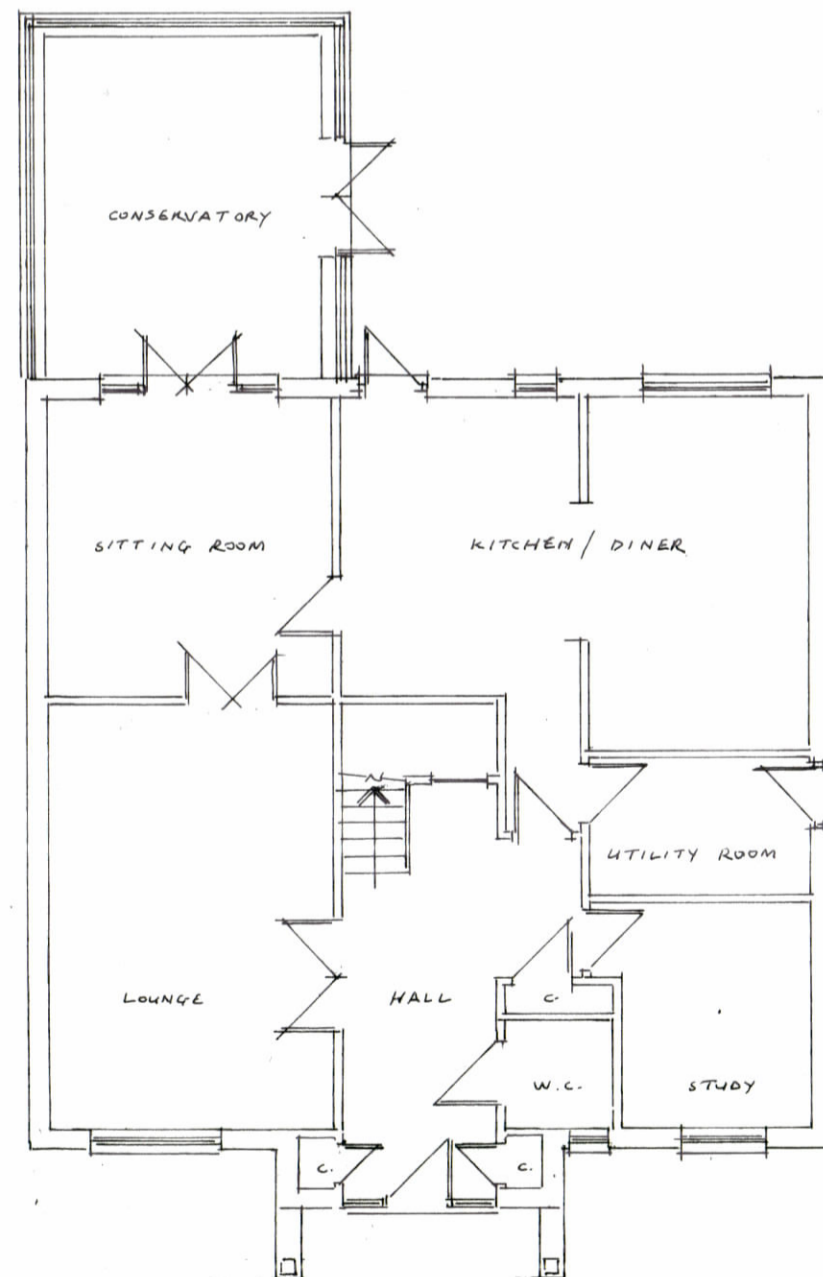 CONSERVATORY
SITTING ROOM
KITCHEN / DINER
UTILITY ROOM
LOUNGE
HALL
C.
W.C.
STUDY
C.
C.